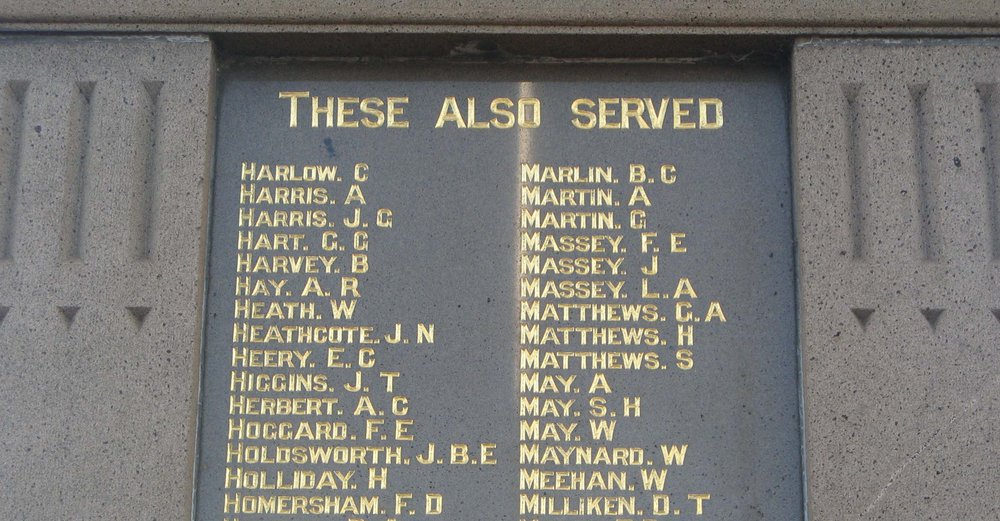 THESE ALSO SERVED
HARLOW. C
HARRIS. A
HARRIS. J. G
HART. G. G
HARVEY. B
HAY. A. R
HEATH. W
HEATHCOTE. J. N
HEERY. E. C
HIGGINS. J. T
HERBERT. A. C
HOGGARD. F. E
HOLDSWORTH. J. B. E
HOLLIDAY. H
HOMERSHAM. F. D
MARLIN. B. C
MARTIN. A
MARTIN. G
MASSEY. F. E
MASSEY. J
MASSEY. L. A
MATTHEWS. G. A
MATTHEWS. H
MATTHEWS. S
MAY. A
MAY. S. H
MAY. W
MAYNARD. W
MEEHAN. W
MILLIKEN. D. T